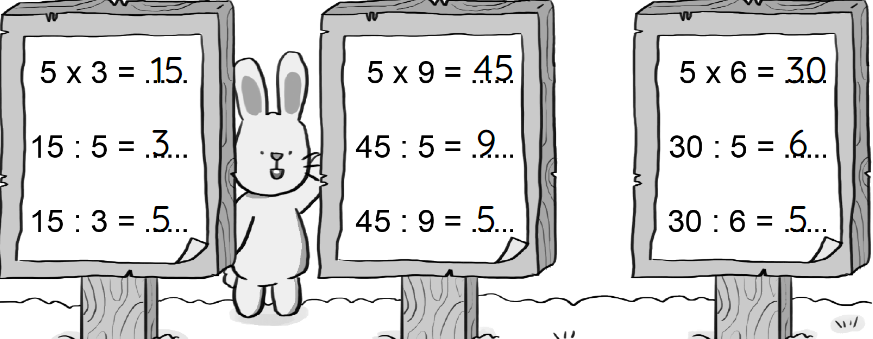 5 x 3 = 15
15 : 5 = 3
15 : 3 = 5
5 x 9 = 45
45 : 5 = 9
45 : 9 = 5
5 x 6 = 30
30 : 5 = 6
30 : 6 = 5